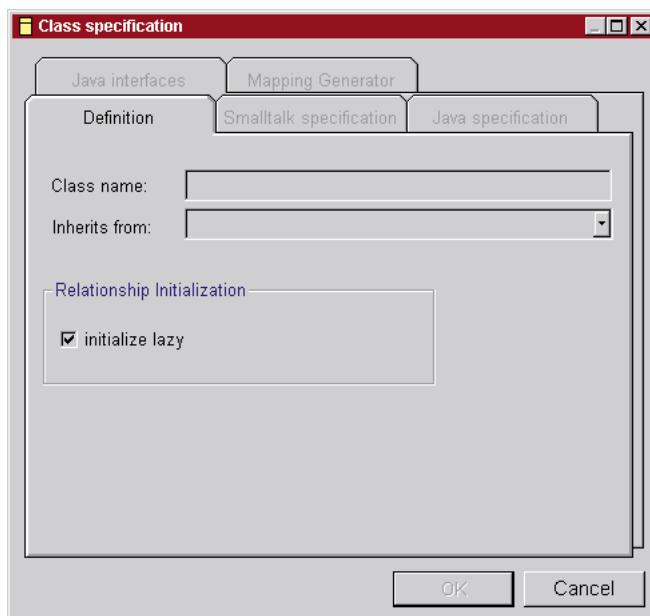 Class specification
Java interfaces
Mapping Generator
Definition
Smalltalk specification
Java specification
Class name:
Inherits from:
Relationship Initialization
initialize lazy
OK
Cancel